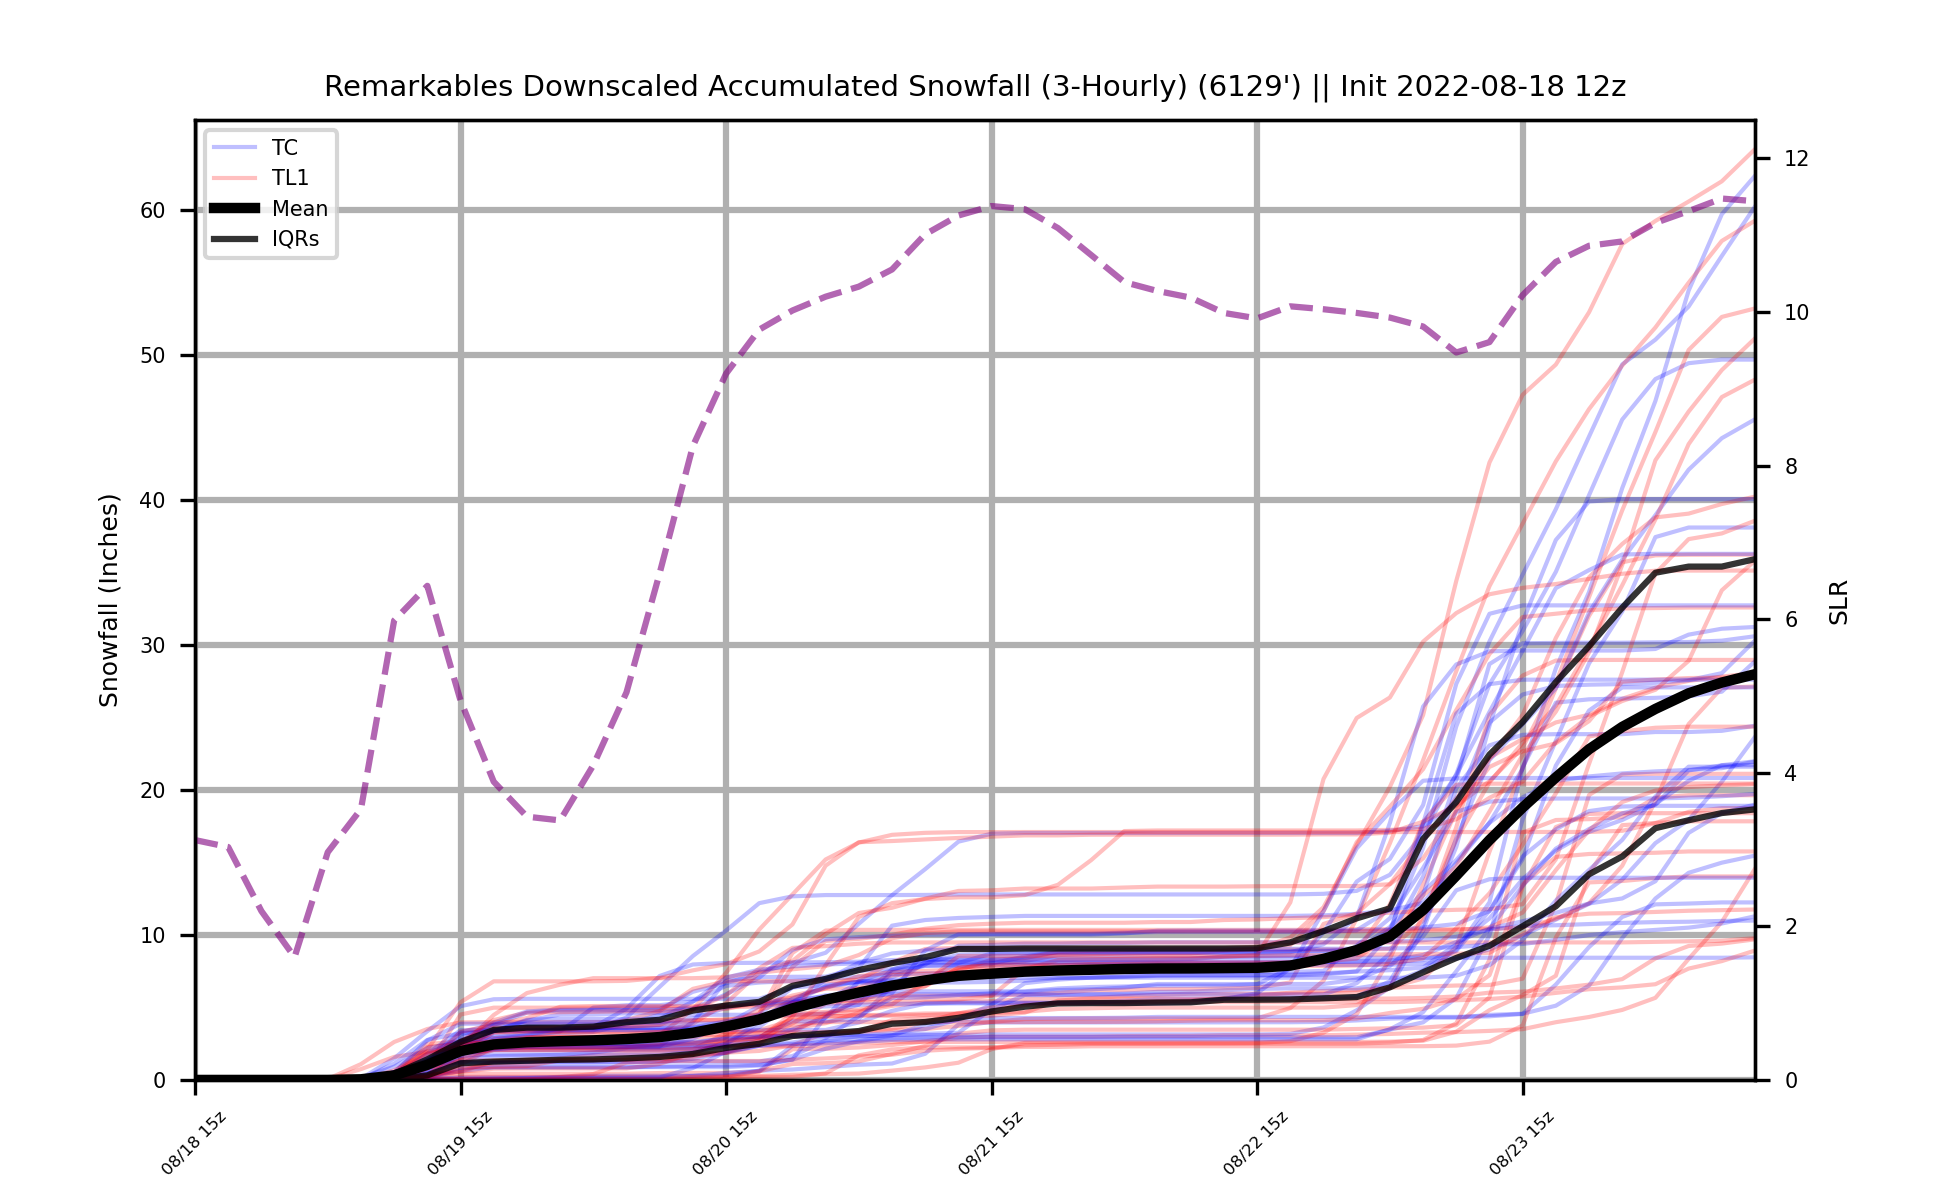 Remarkables Downscaled Accumulated Snowfall (3-Hourly) (6129') || Init 2022-08-18 12z
TC
TL1
Mean
IQRs
Snowfall (Inches)
60
50
40
30
20
10
0
12
10
8
6
4
2
0
SLR
08/18 15z
08/19 15z
08/20 15z
08/21 15z
08/22 15z
08/23 15z